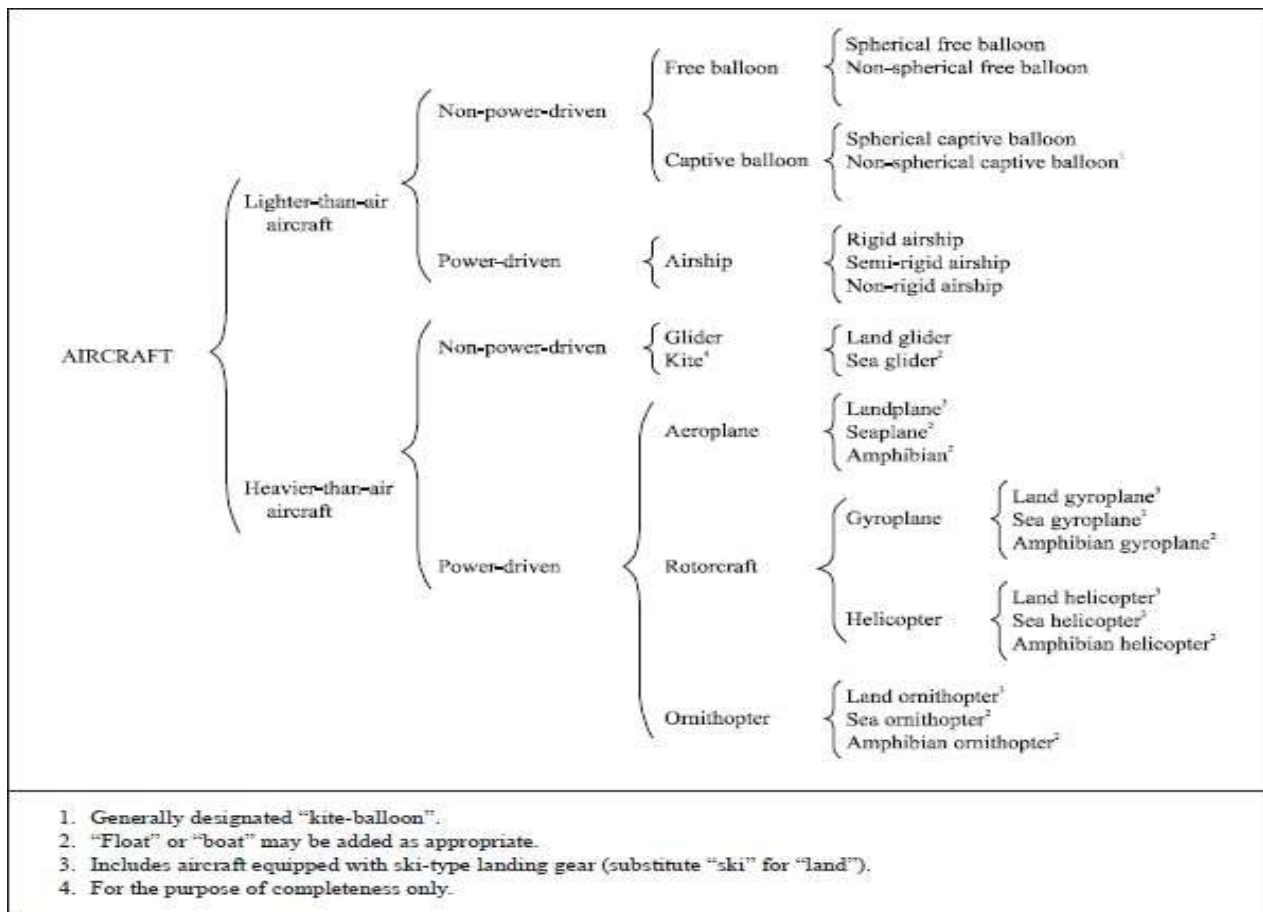 Spherical free balloon
Free balloon
Non-spherical free balloon
Non-power-driven
Spherical captive balloon
Captive balloon
Non-spherical captive balloon¹
Lighter-than-air
aircraft
Rigid airship
Power-driven
Airship
Semi-rigid airship
Non-rigid airship
AIRCRAFT
Non-power-driven
Glider
Kite⁴
Land glider
Sea glider²
Heavier-than-air
aircraft
Power-driven
Aeroplane
Landplane³
Seaplane²
Amphibian²
Rotorcraft
Gyroplane
Land gyroplane³
Sea gyroplane
Amphibian gyroplane²
Helicopter
Land helicopter³
Sea helicopter
Amphibian helicopter²
Ornithopter
Land ornithopter
Sea ornithopter²
Amphibian ornithopter²
1. Generally designated “kite-balloon”.
2. “Float” or “boat” may be added as appropriate.
3. Includes aircraft equipped with ski-type landing gear (substitute “ski” for “land”).
4. For the purpose of completeness only.